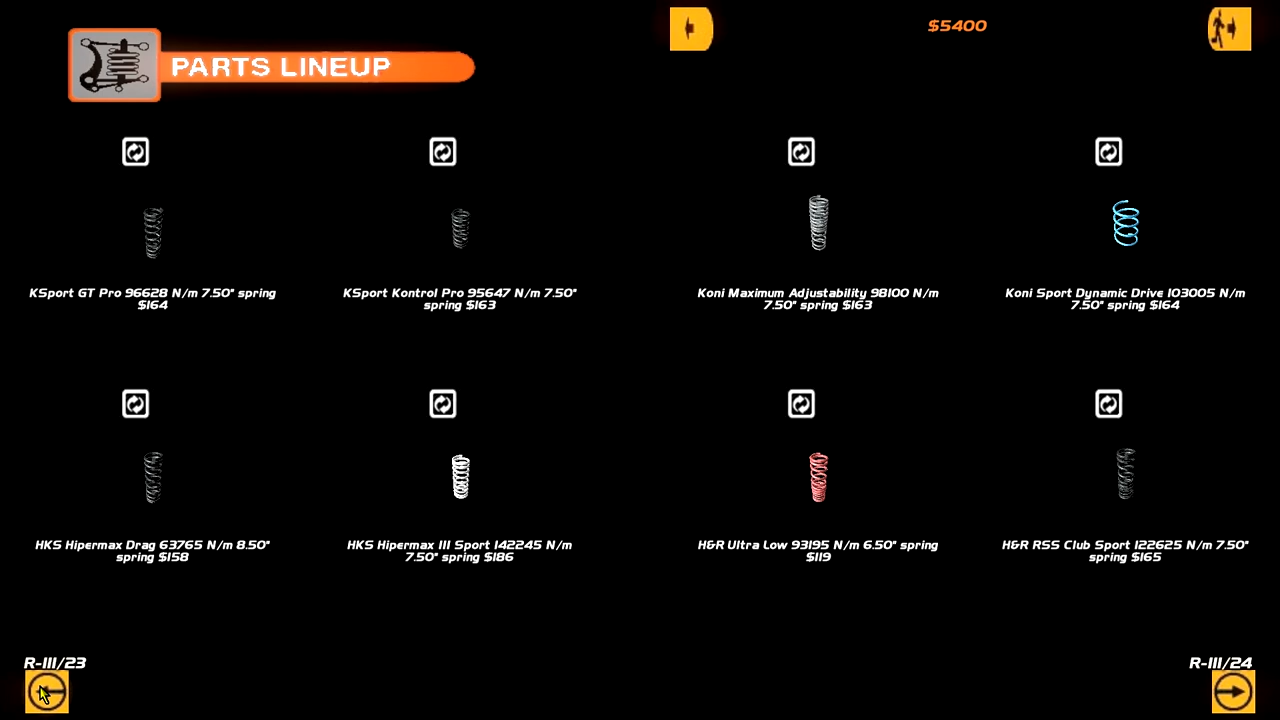 $5400
PARTS LINEUP
KSport GT Pro 96628 N/m 7.50" spring
$164
KSport Kontrol Pro 95647 N/m 7.50"
spring $163
Koni Maximum Adjustability 98100 N/m
7.50" spring $163
Koni Sport Dynamic Drive 103005 N/m
7.50" spring $164
HKS Hipermax Drag 63765 N/m 8.50"
spring $158
HKS Hipermax III Sport 142245 N/m
7.50" spring $186
H&R Ultra Low 93195 N/m 6.50" spring
$119
H&R RSS Club Sport 122625 N/m 7.50"
spring $165
R-III/23
R-III/24